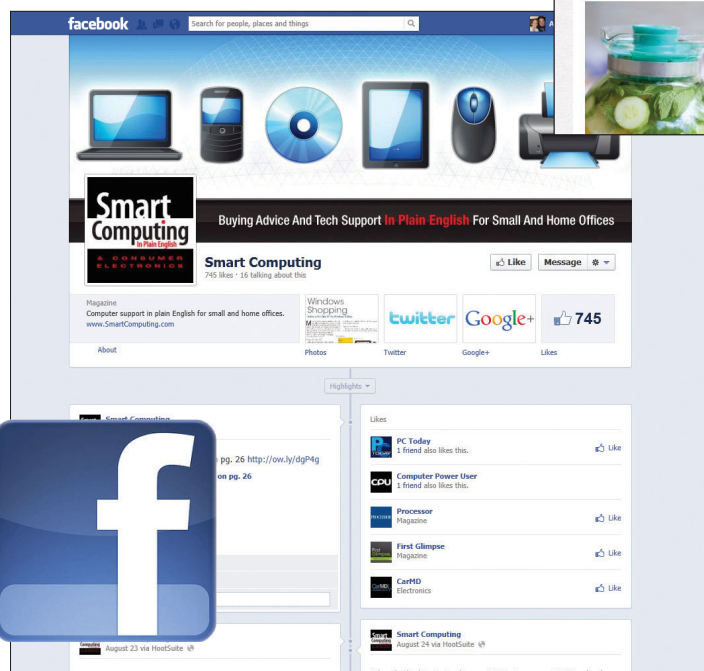 facebook
Search for people, places and things
A
Smart
Computing
in Plain English
A CONSUMER
ELECTRONICS
Buying Advice And Tech Support In Plain English For Small And Home Offices
Smart Computing
745 likes · 16 talking about this
Like
Message
Magazine
Computer support in plain English for small and home offices.
www.SmartComputing.com
About
Windows
Shopping
Photos
twitter
Twitter
Google+
Google+
745
Likes
Highlights
Smart Computing
pg. 26 http://ow.ly/dgP4g
on pg. 26
f
August 23 via HootSuite
Likes
PC Today
1 friend also likes this.
Like
CPU
Computer Power User
1 friend also likes this.
Processor
Magazine
Like
First Glimpse
Magazine
Like
CarMD
CarMD
Electronics
Like
Smart
Computing
Smart Computing
August 24 via HootSuite